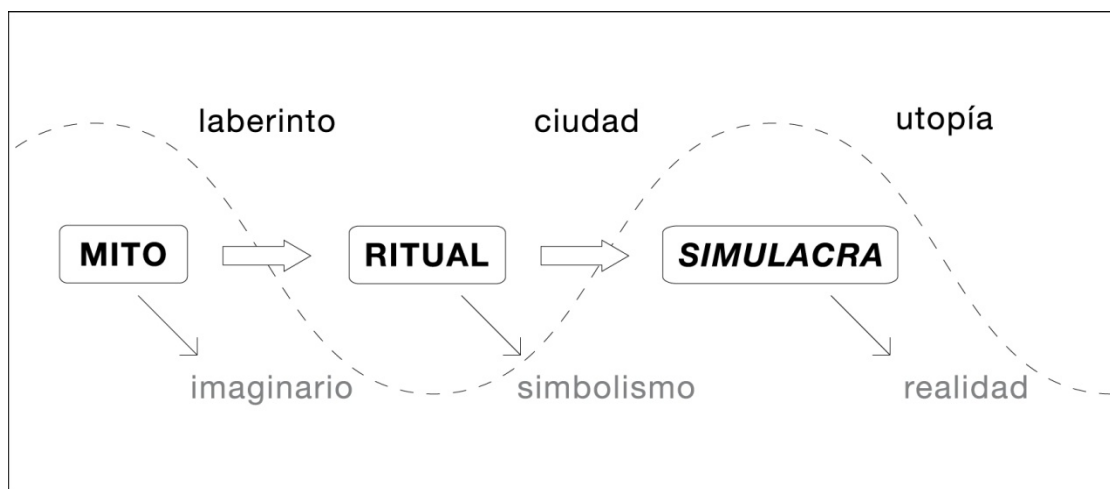 laberinto ciudad utopía
MITO RITUAL SIMULACRA
imaginario simbolismo realidad